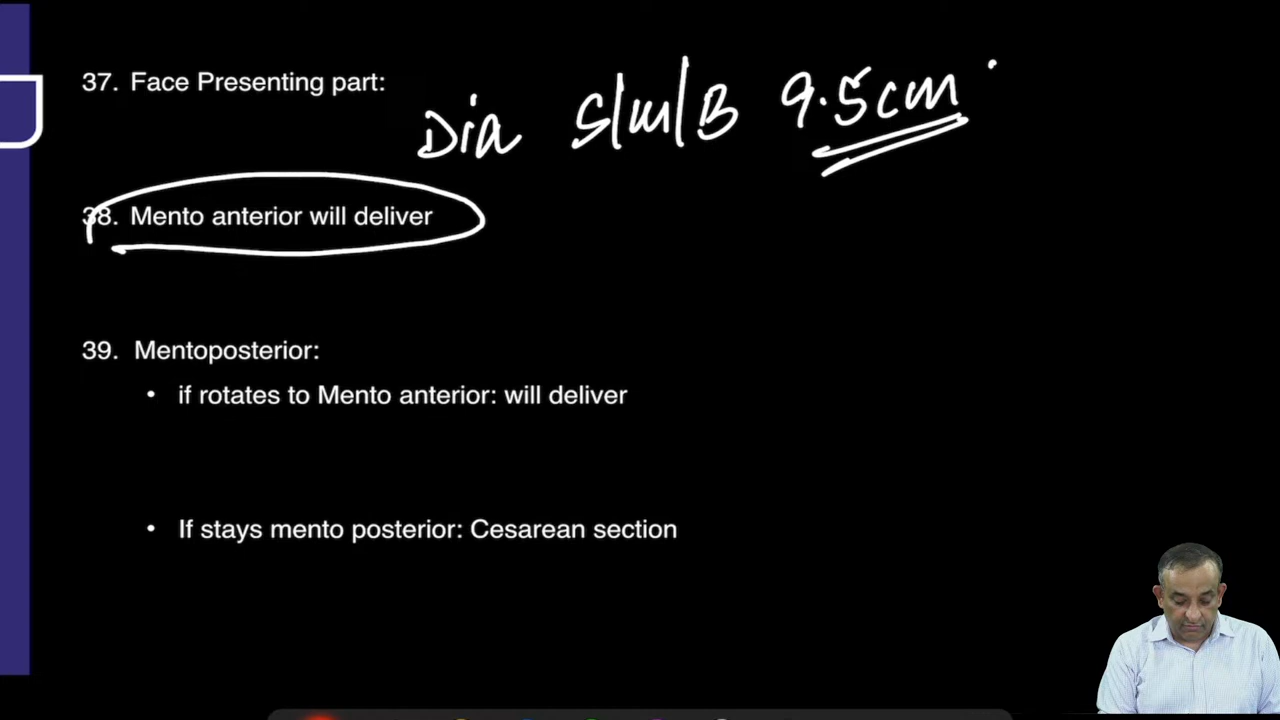 37. Face Presenting part:
Dia S/m/B 9.5cm
38. Mento anterior will deliver
39. Mentoposterior:
• if rotates to Mento anterior: will deliver
• If stays mento posterior: Cesarean section